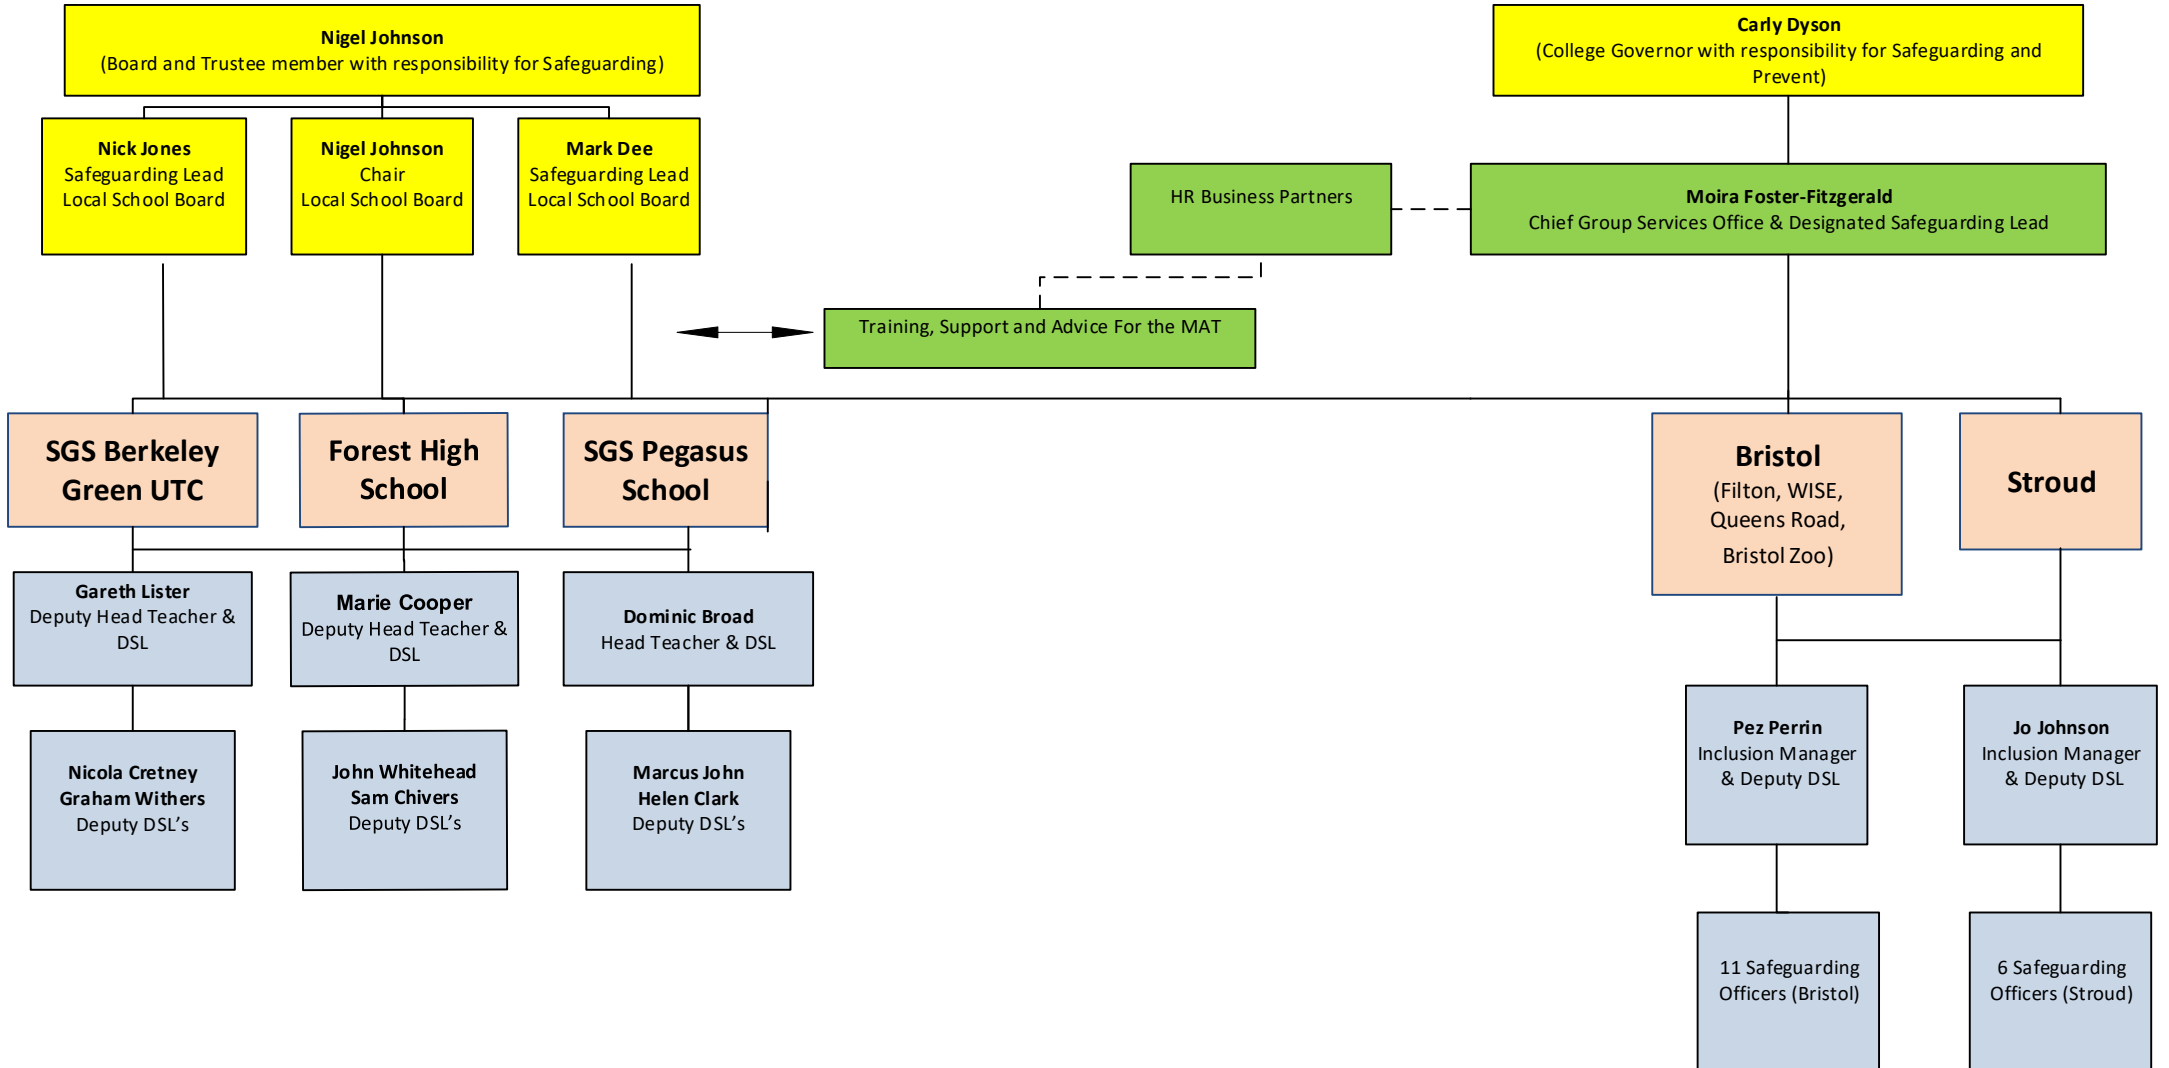 Nigel Johnson
(Board and Trustee member with responsibility for Safeguarding)
Carly Dyson
(College Governor with responsibility for Safeguarding and
Prevent)
Nick Jones
Safeguarding Lead
Local School Board
Nigel Johnson
Chair
Local School Board
Mark Dee
Safeguarding Lead
Local School Board
HR Business Partners
Moira Foster-Fitzgerald
Chief Group Services Office & Designated Safeguarding Lead
Training, Support and Advice For the MAT
SGS Berkeley
Green UTC
Forest High
School
SGS Pegasus
School
Bristol
(Filton, WISE,
Queens Road,
Bristol Zoo)
Stroud
Gareth Lister
Deputy Head Teacher &
DSL
Marie Cooper
Deputy Head Teacher &
DSL
Dominic Broad
Head Teacher & DSL
Pez Perrin
Inclusion Manager
& Deputy DSL
Jo Johnson
Inclusion Manager
& Deputy DSL
Nicola Cretney
Graham Withers
Deputy DSL’s
John Whitehead
Sam Chivers
Deputy DSL’s
Marcus John
Helen Clark
Deputy DSL’s
11 Safeguarding
Officers (Bristol)
6 Safeguarding
Officers (Stroud)